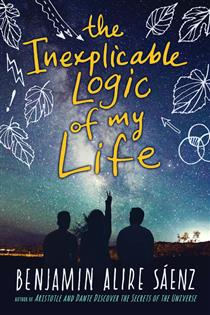 the
Inexplicable
Logic
of my
Life
BENJAMIN ALIRE SÁENZ
AUTHOR OF ARISTOTLE AND DANTE DISCOVER THE SECRETS OF THE UNIVERSE